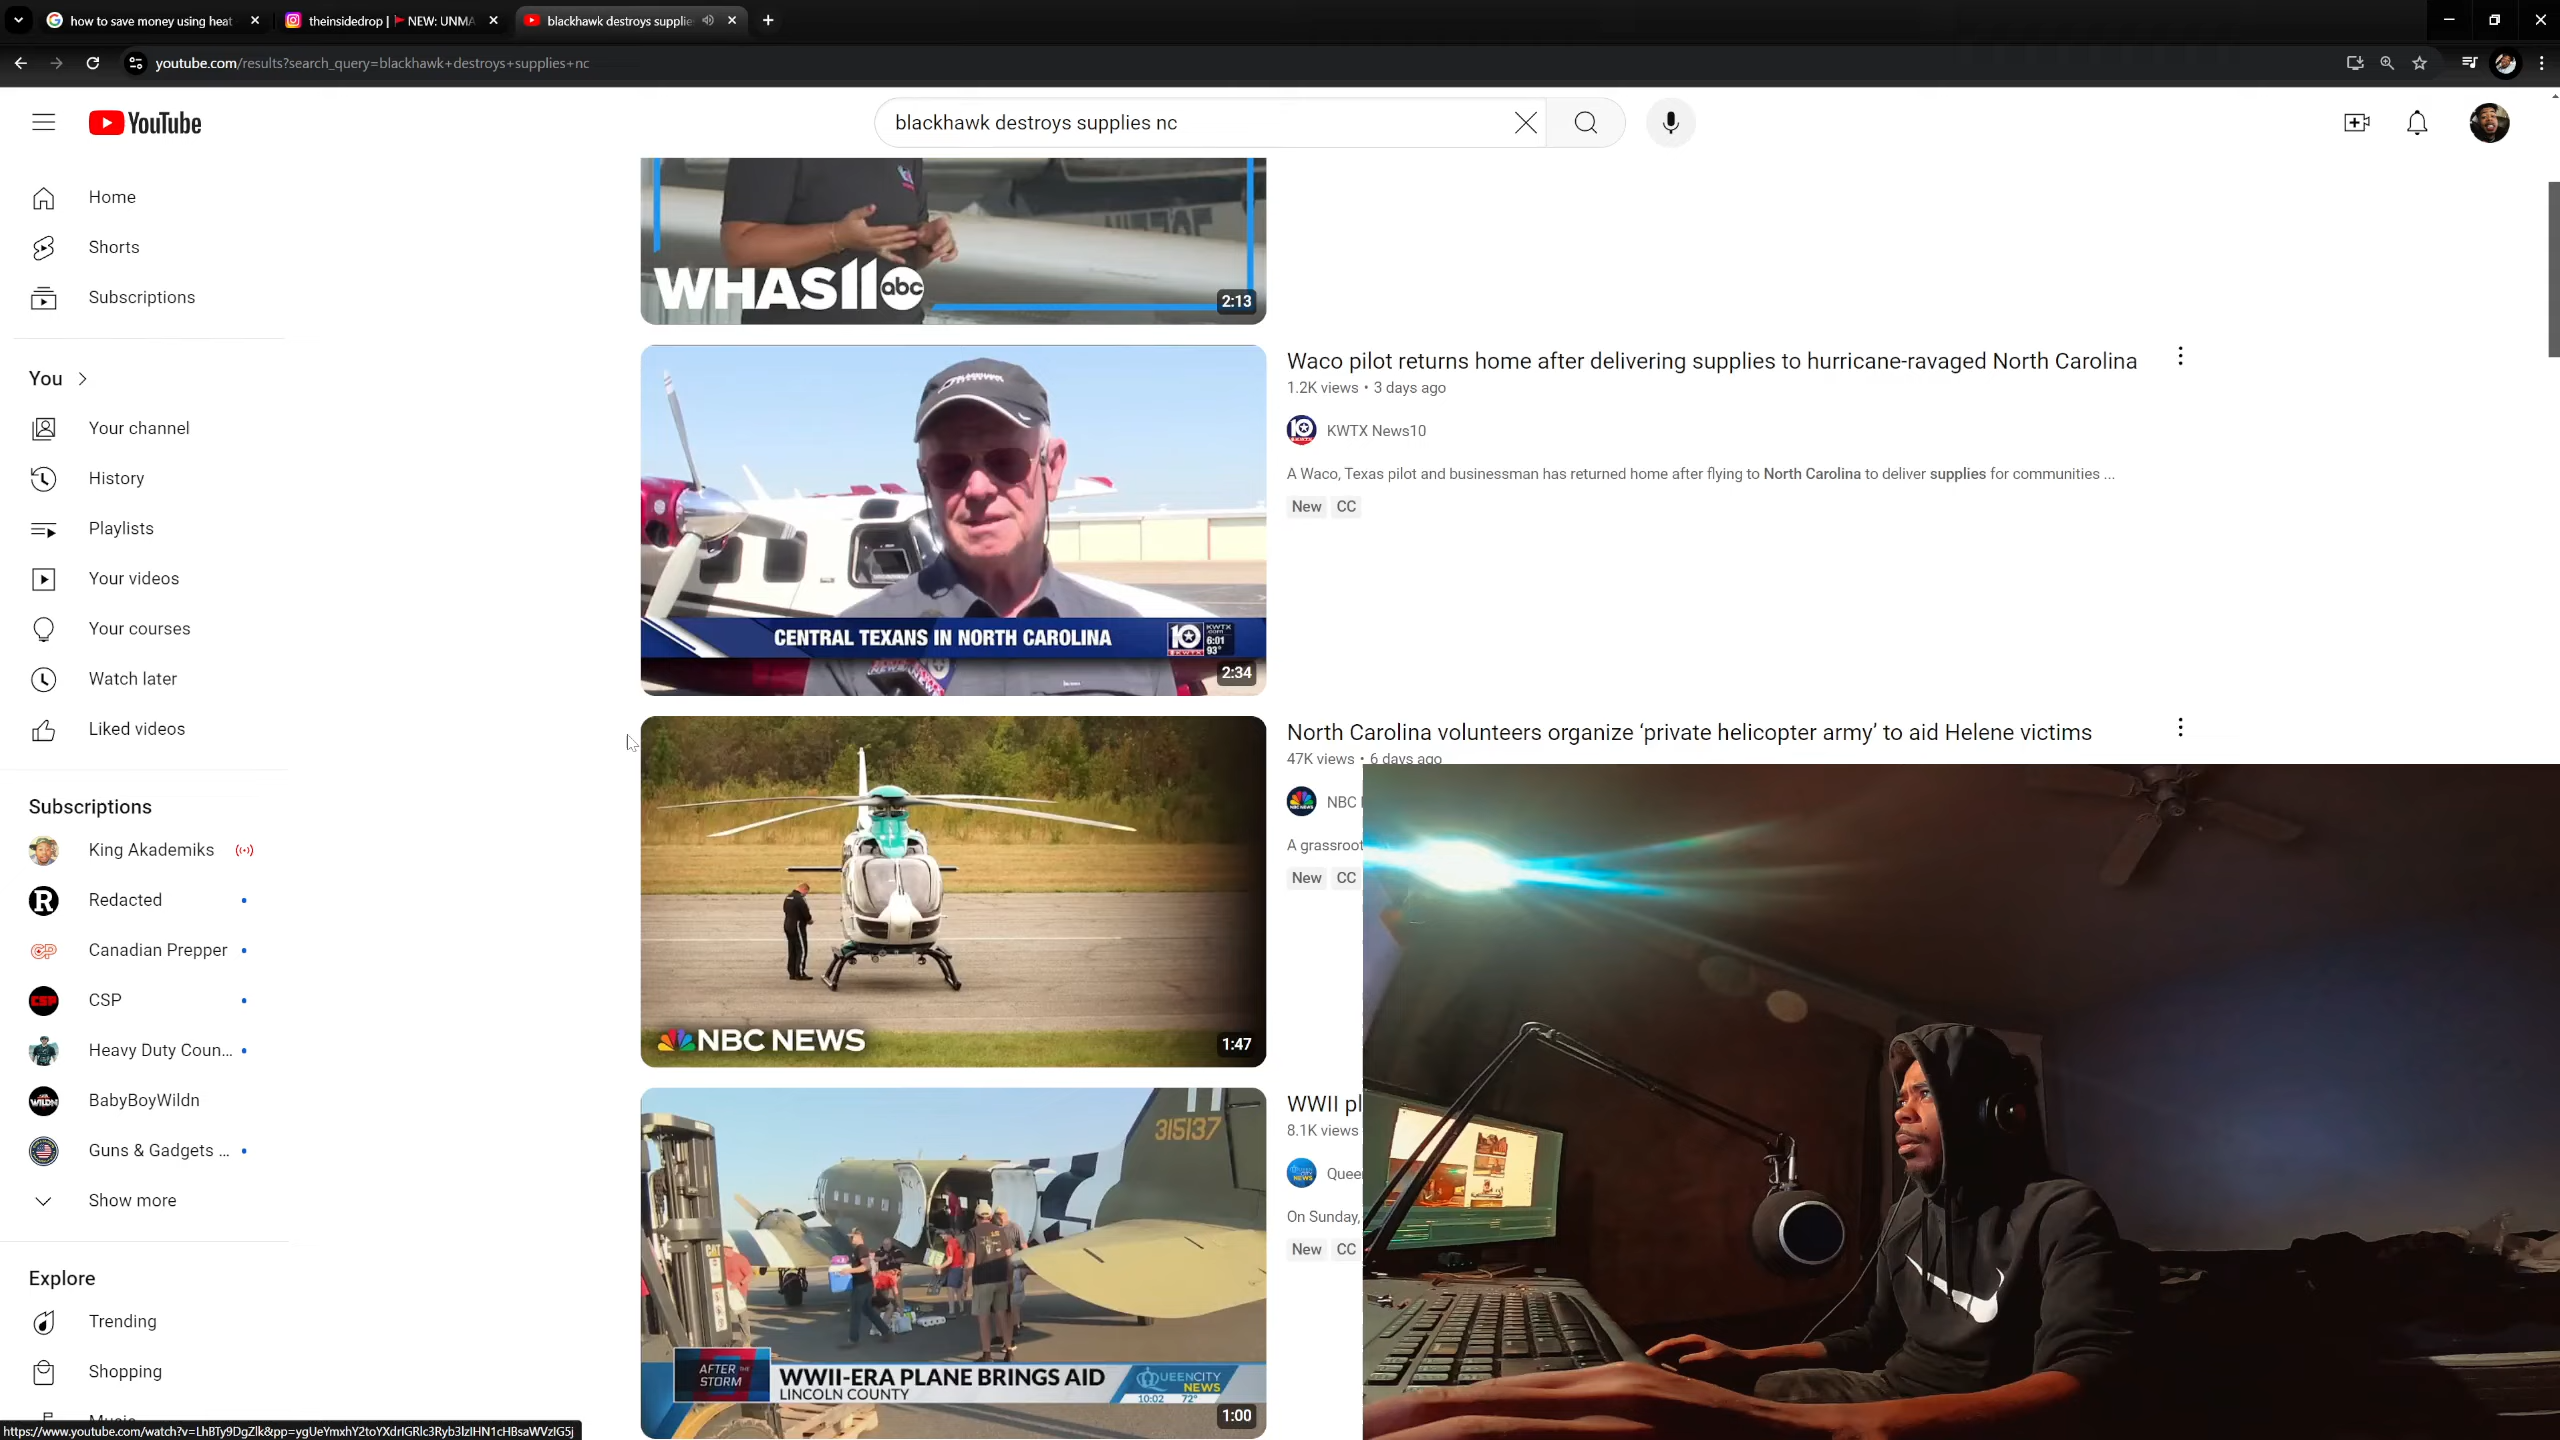 how to save money using heat
theinsidedrop | 🚩 NEW: UNMA
blackhawk destroys supplie
youtube.com/results?search_query=blackhawk+destroys+supplies+nc
YouTube
blackhawk destroys supplies nc
Home
Shorts
Subscriptions
You
Your channel
History
Playlists
Your videos
Your courses
Watch later
Liked videos
Subscriptions
King Akademiks
Redacted
Canadian Prepper
CSP
Heavy Duty Coun...
BabyBoyWildn
Guns & Gadgets ...
Show more
Explore
Trending
Shopping
Music
WHAS11 abc
2:13
CENTRAL TEXANS IN NORTH CAROLINA
10 KWTX
6:01
93°
2:34
Waco pilot returns home after delivering supplies to hurricane-ravaged North Carolina
1.2K views • 3 days ago
KWTX News10
A Waco, Texas pilot and businessman has returned home after flying to North Carolina to deliver supplies for communities ...
New CC
NBC NEWS
1:47
North Carolina volunteers organize ‘private helicopter army’ to aid Helene victims
47K views • 6 days ago
NBC
A grassroot
New CC
315137
AFTER THE STORM
WWII-ERA PLANE BRINGS AID
LINCOLN COUNTY
QUEEN CITY NEWS
10:02 72°
1:00
WWII pl
8.1K views
Quee
On Sunday,
New CC